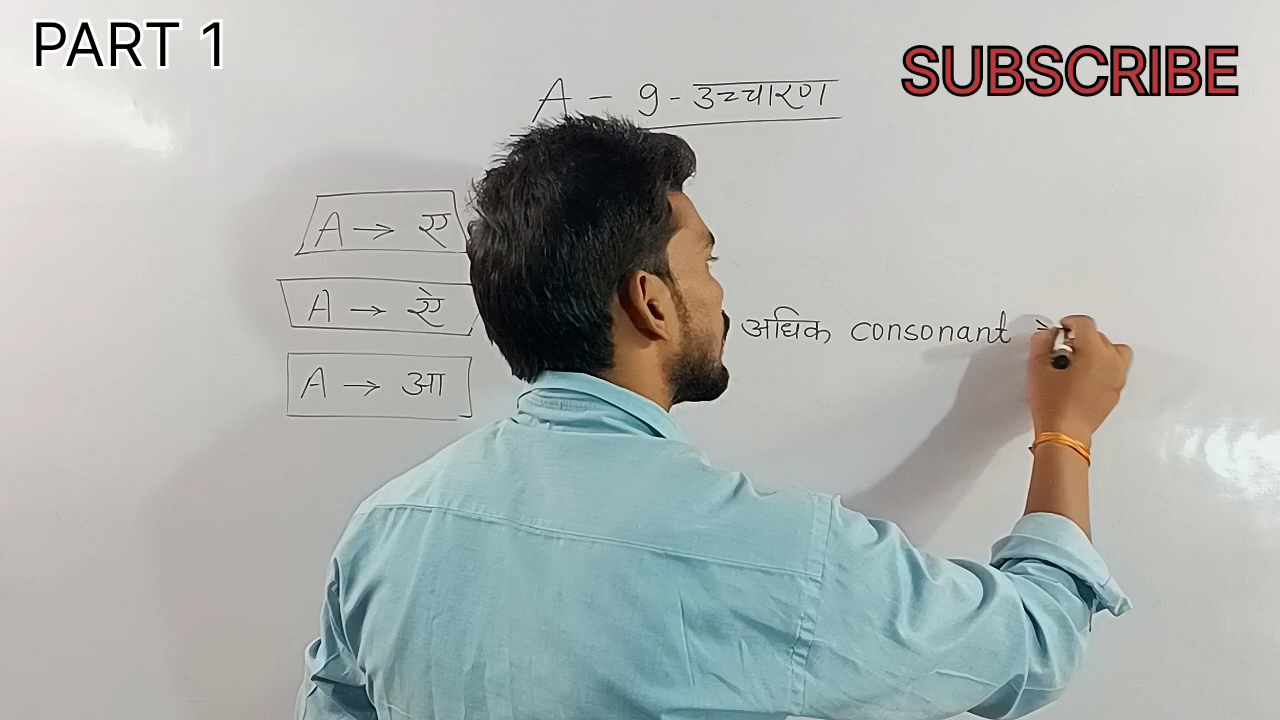 PART 1
SUBSCRIBE
A - 9 - उच्चारण
A → ए
A → ऐ
A → आ
अधिक consonant